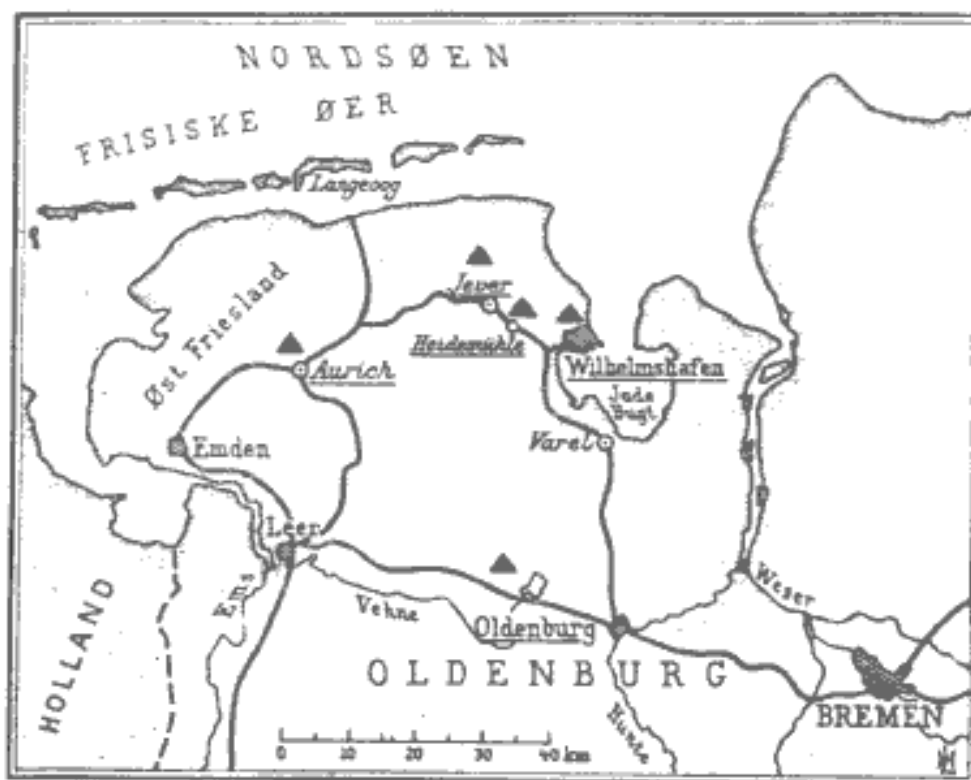 NORDSØEN
FRISISKE ØER
Langeoog
Øst Friesland
Jever
Heidemühle
Wilhelmshafen
Aurich
Jade
Bugt
Varel
Emden
Leer
Ems
Vehne
Weser
Oldenburg
HOLLAND
OLDENBURG
Hunte
BREMEN
0 10 20 30 40 km